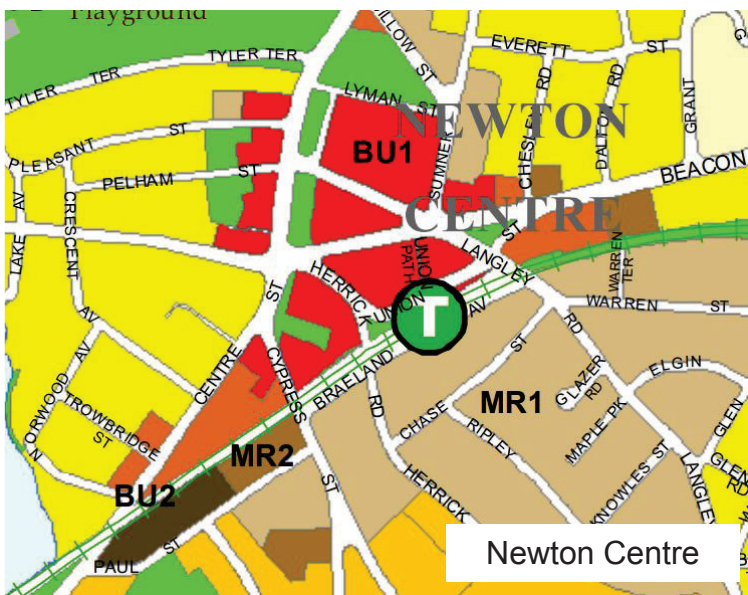 Playground
TYLER TER
TYLER TER
LYMAN ST
EVERETT ST
PLEASANT ST
PELHAM ST
LAKE AV
CRESCENT AV
NEWTON
CENTRE
BU1
SUMNER
CHESLEY RD
DALTON RD
GRANT
BEACON
ST
UNION
PATH
LANGLEY RD
WARREN TER
WARREN ST
HERRICK
UNION
T
BRAELAND AV
CENTRE ST
CYPRESS ST
NORWOOD AV
TROWBRIDGE ST
BU2
MR2
MR1
PAUL ST
CHASE ST
RIPLEY
HERRICK RD
GLAZER RD
MAPLE PK
ELGIN
KNOWLES ST
LANGLEY
GLEN
GLEN
RD
Newton Centre